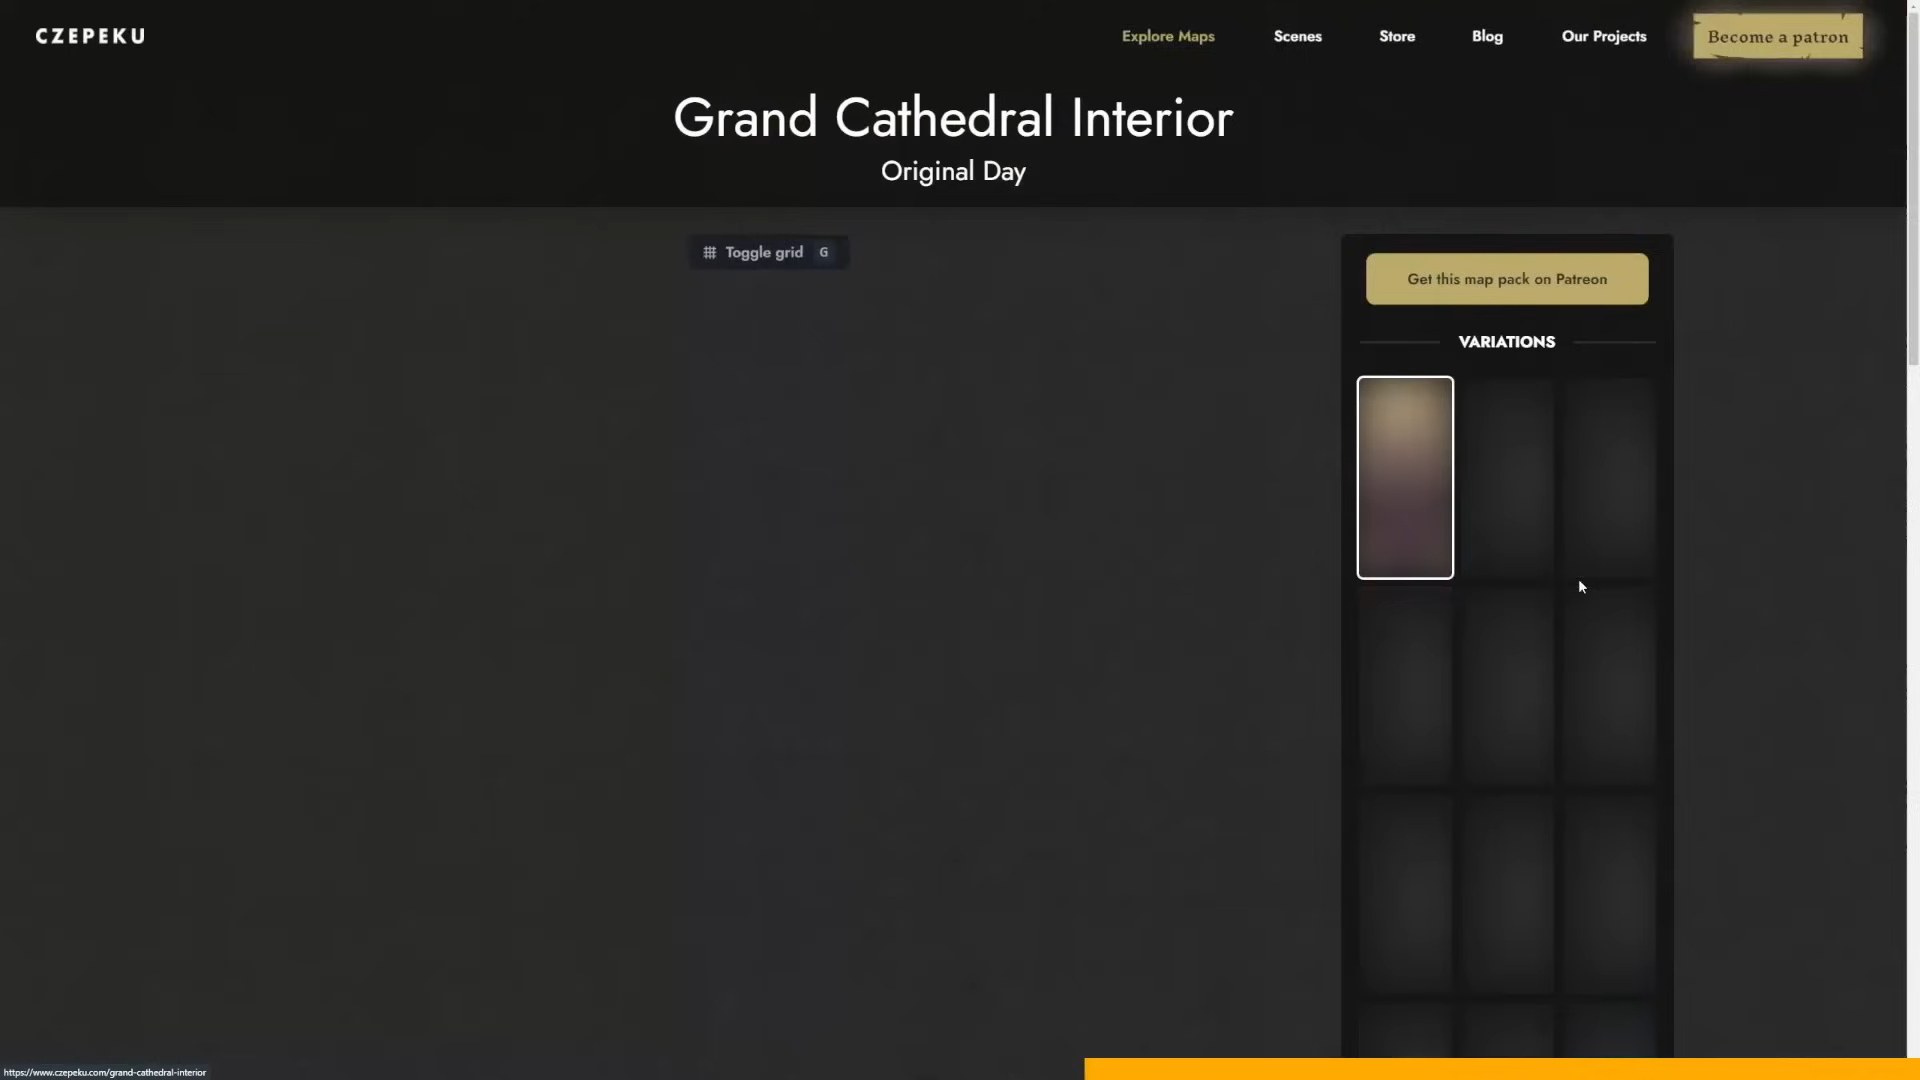 CZEPEKU
Explore Maps
Scenes
Store
Blog
Our Projects
Become a patron
Grand Cathedral Interior
Original Day
Toggle grid G
Get this map pack on Patreon
VARIATIONS
https://www.czepeku.com/grand-cathedral-interior